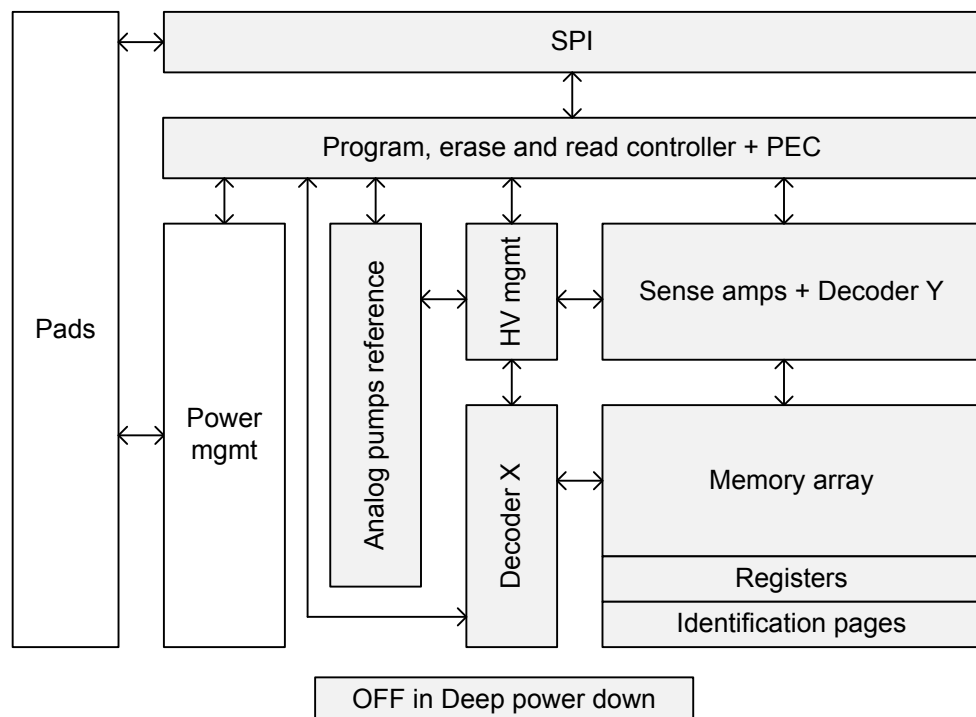 SPI
Program, erase and read controller + PEC
Pads
Power
mgmt
Analog pumps reference
HV mgmt
Sense amps + Decoder Y
Decoder X
Memory array
Registers
Identification pages
OFF in Deep power down